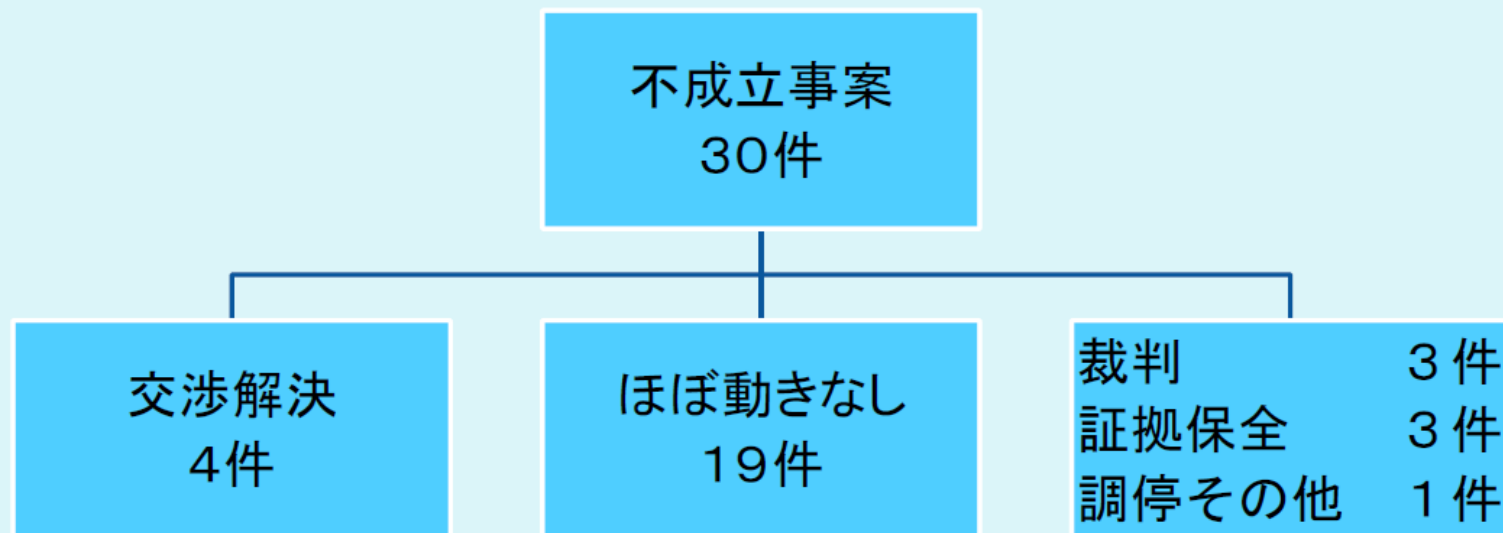 不成立事案
30件
交渉解決
4件
ほぼ動きなし
19件
裁判 3件
証拠保全 3件
調停その他 1件